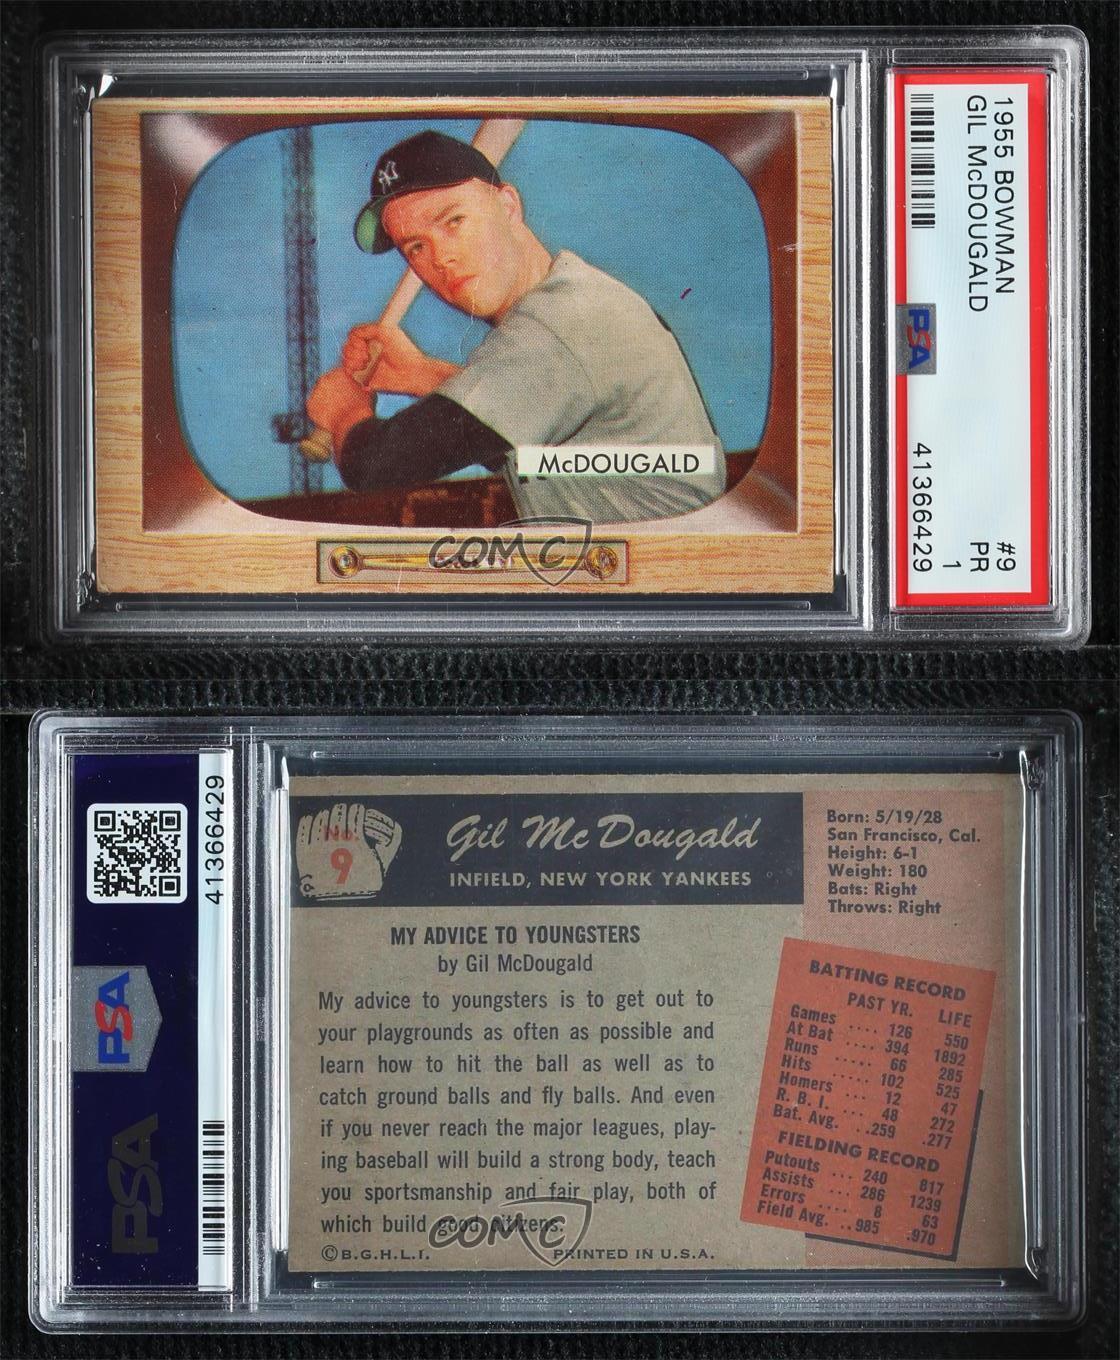 1955 BOWMAN
GIL McDOUGALD
#9
PR
1
PSA
41366429
NY
McDOUGALD
COMC
41366429
PSA
PSA
No.
9
Gil McDougald
INFIELD, NEW YORK YANKEES
Born: 5/19/28
San Francisco, Cal.
Height: 6-1
Weight: 180
Bats: Right
Throws: Right
MY ADVICE TO YOUNGSTERS
by Gil McDougald
My advice to youngsters is to get out to
your playgrounds as often as possible and
learn how to hit the ball as well as to
catch ground balls and fly balls. And even
if you never reach the major leagues, play-
ing baseball will build a strong body, teach
you sportsmanship and fair play, both of
which build good citizens.
©B.G.H.L.I. PRINTED IN U.S.A.
COMC
BATTING RECORD
PAST YR. LIFE
Games .... 126 550
At Bat .... 394 1892
Runs ..... 66 285
Hits ..... 102 525
Homers ... 12 47
R. B. I. ... 48 272
Bat. Avg. ..259 .277
FIELDING RECORD
Putouts ... 240 817
Assists ... 286 1239
Errors .... 8 63
Field Avg. ..985 .970